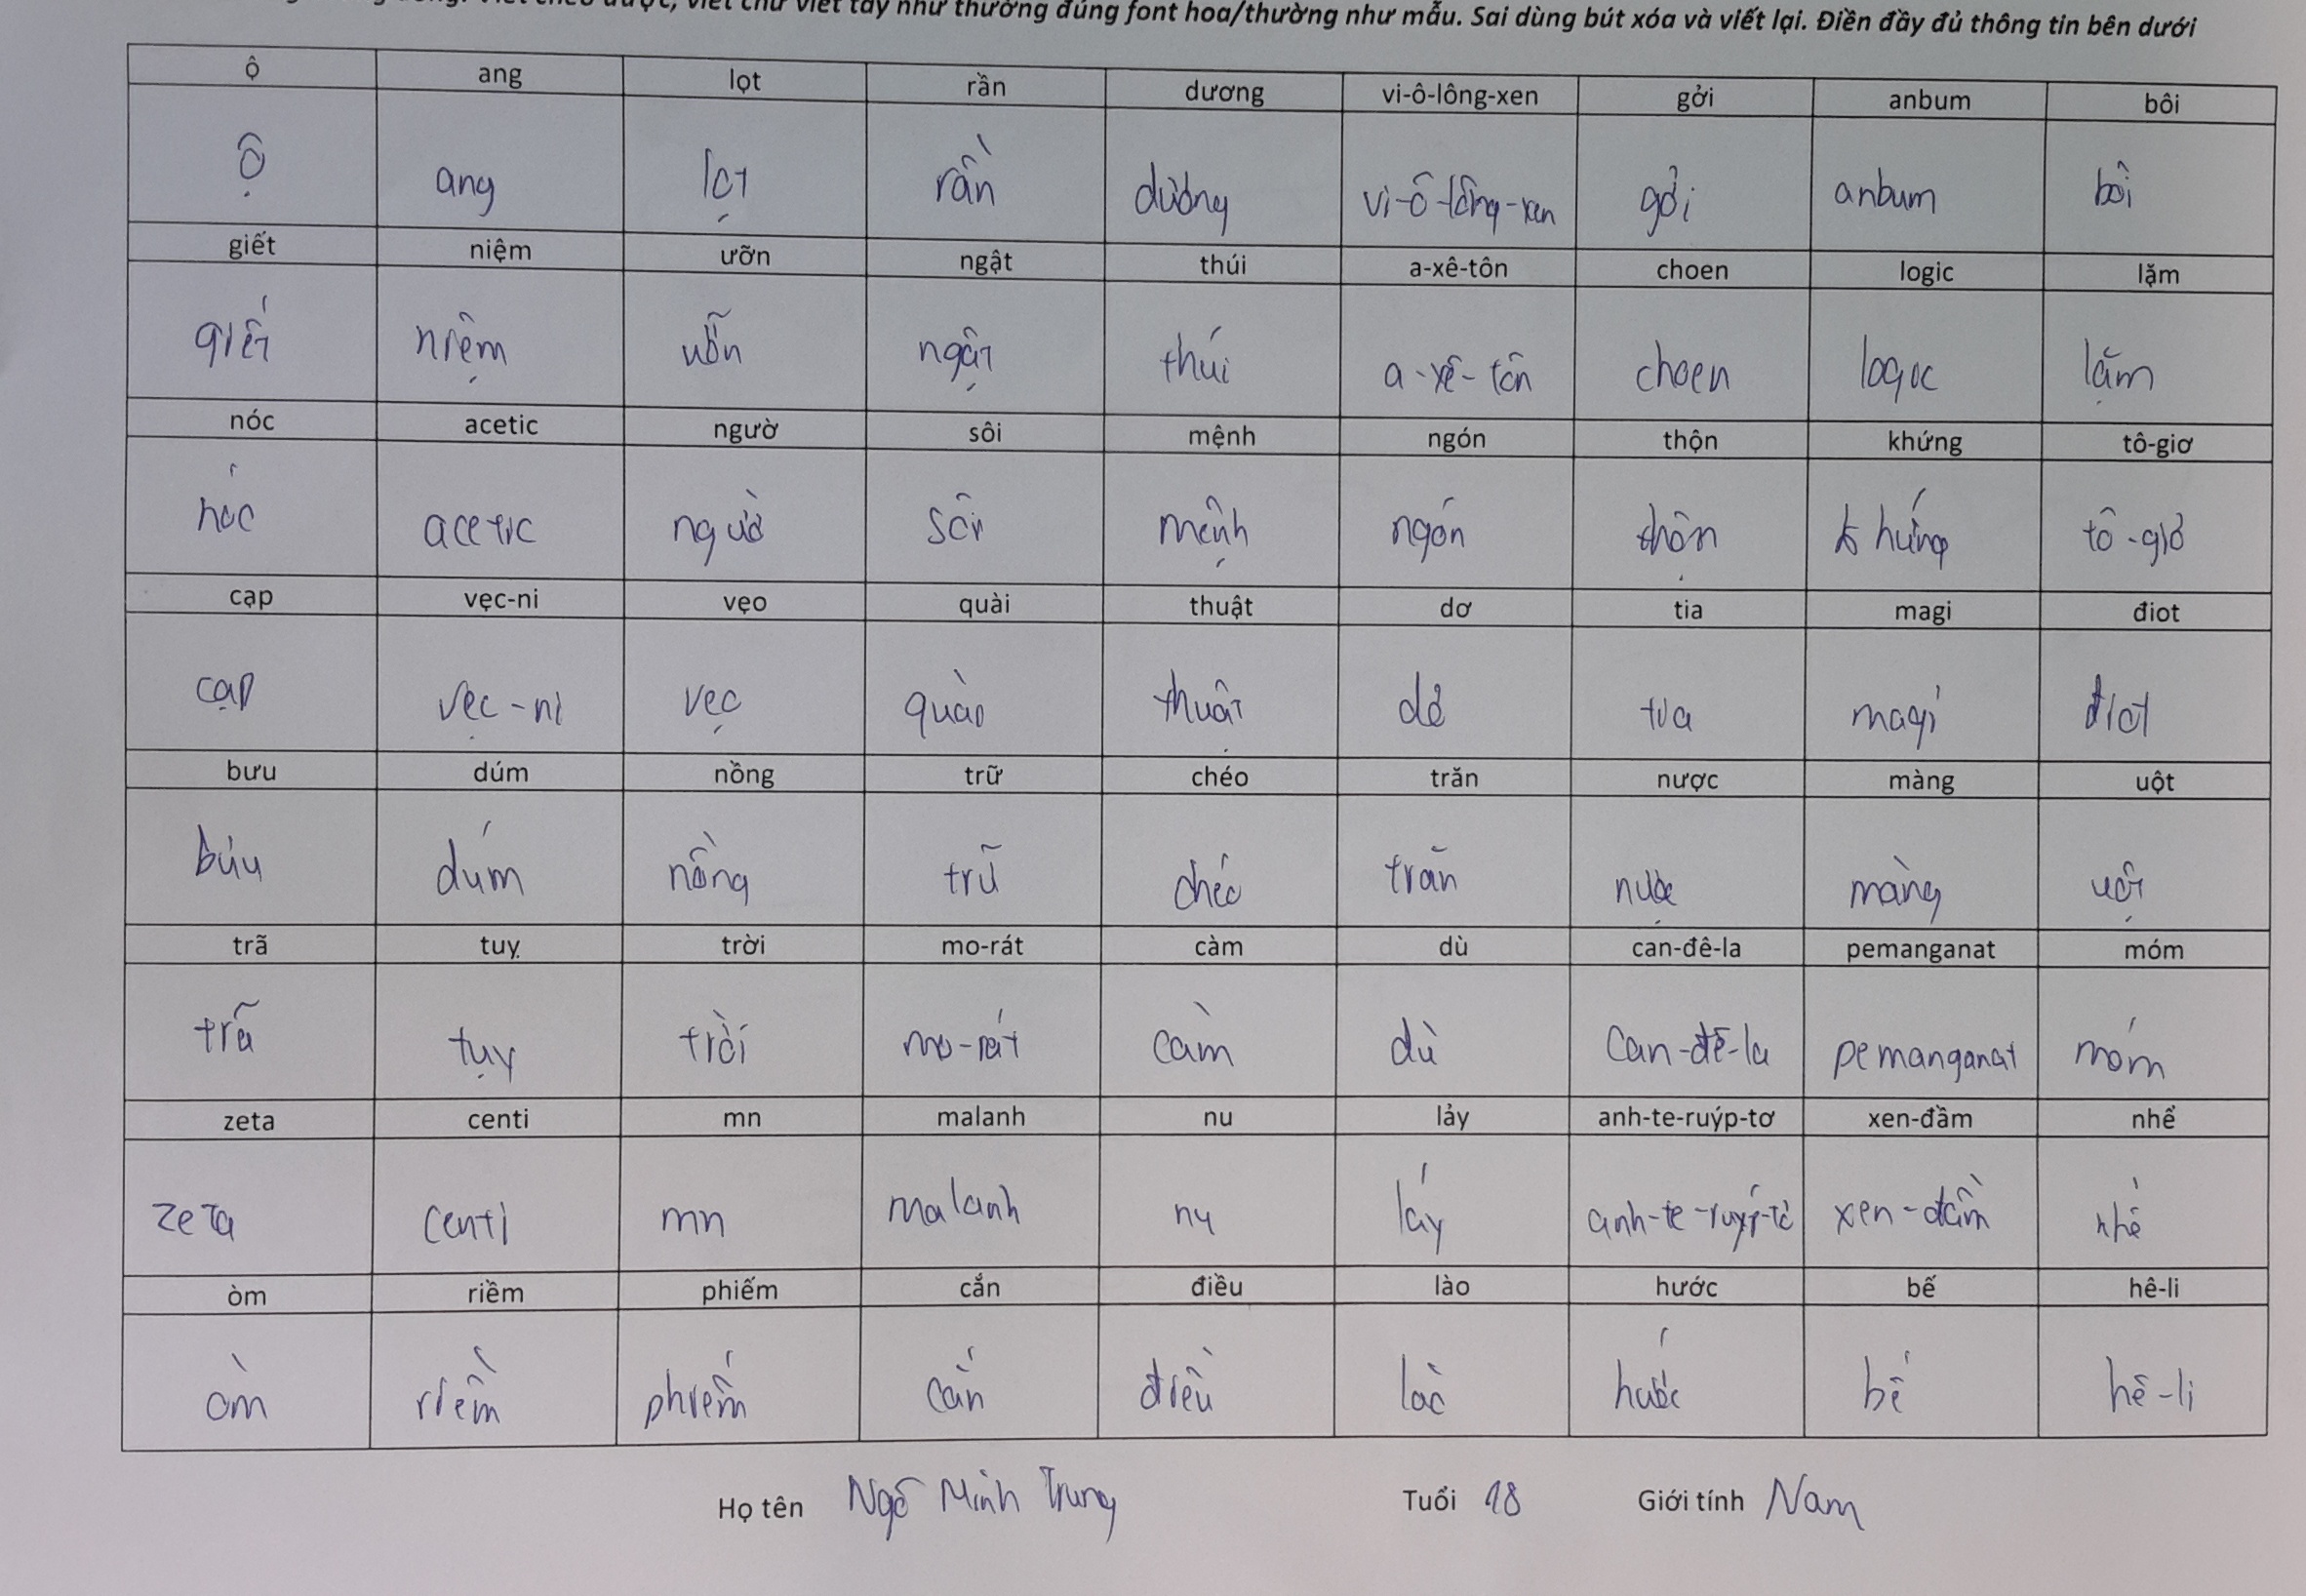 viết chữ viết tay như thường đúng font hoa/thường như mẫu. Sai dùng bút xóa và viết lại. Điền đầy đủ thông tin bên dưới
ộ ang lọt rần dương vi-ô-lông-xen gởi anbum bôi
ộ ang lọt rần dương vi-ô-lông-xen gởi anbum bôi
giết niệm ưỡn ngật thúi a-xê-tôn choen logic lặm
giết niệm ưỡn ngật thúi a-xê-tôn choen logic lặm
nóc acetic ngườ sôi mệnh ngón thộn khứng tô-giơ
nóc acetic ngườ sôi mệnh ngón thộn khứng tô-giơ
cạp vẹc-ni vẹo quài thuật dơ tia magi điot
cạp vẹc-ni vẹo quài thuật dơ tia magi điot
bưu dúm nồng trữ chéo trăn nược màng uột
bưu dúm nồng trữ chéo trăn nược màng uột
trã tuỵ trời mo-rát càm dù can-đê-la pemanganat móm
trã tuỵ trời mo-rát càm dù can-đê-la pemanganat móm
zeta centi mn malanh nu lảy anh-te-ruýp-tơ xen-đầm nhể
zeta centi mn malanh nu lảy anh-te-ruýp-tơ xen-đầm nhể
òm riềm phiếm cắn điều lào hước bế hê-li
òm riềm phiếm cắn điều lào hước bế hê-li
Họ tên Ngô Minh Trung Tuổi 18 Giới tính Nam